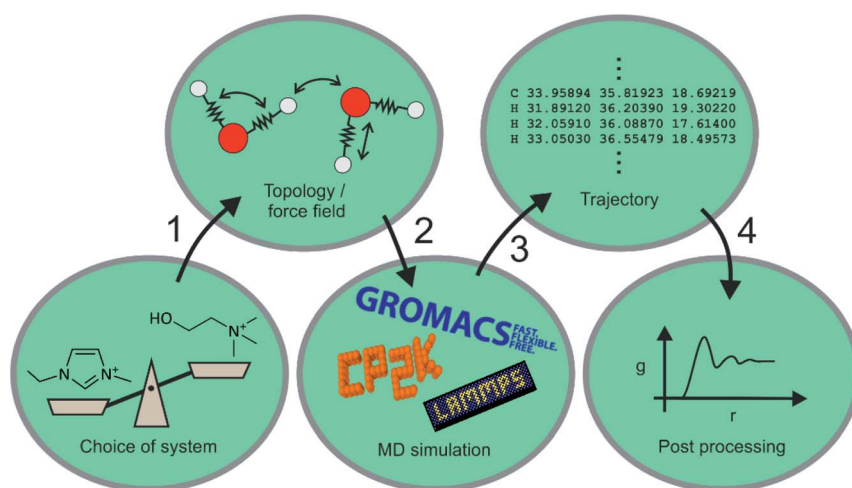 C 33.95894 35.81923 18.69219
H 31.89120 36.20390 19.30220
H 32.05910 36.08870 17.61400
H 33.05030 36.55479 18.49573
Topology /
force field
Trajectory
1
2
3
4
HO
N+
N
N+
Choice of system
GROMACS
FAST.
FLEXIBLE.
FREE.
CP2K
LAMMPS
MD simulation
g
r
Post processing